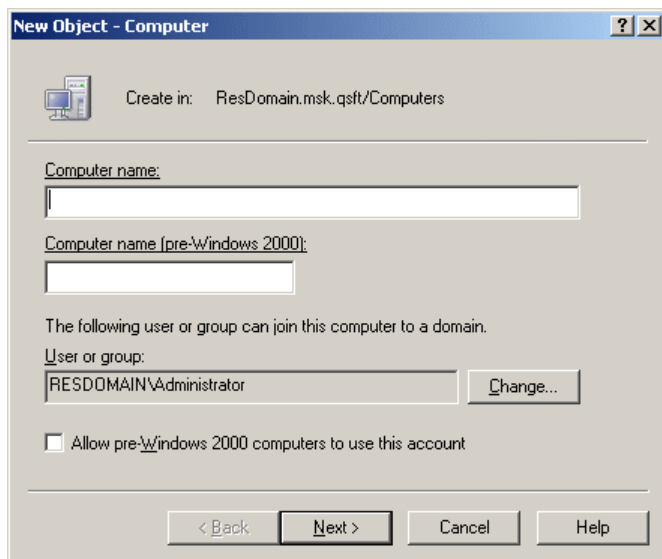 New Object - Computer
Create in: ResDomain.msk.qsft/Computers
Computer name:
Computer name (pre-Windows 2000):
The following user or group can join this computer to a domain.
User or group:
RESDOMAIN\Administrator
Change...
Allow pre-Windows 2000 computers to use this account
< Back
Next >
Cancel
Help